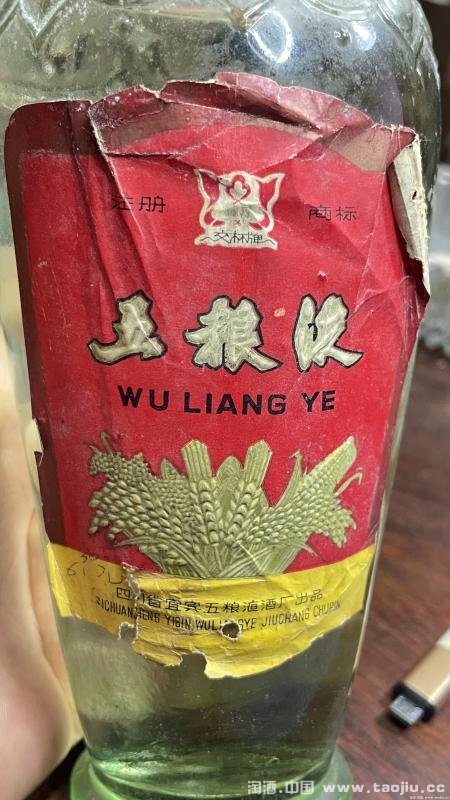 注册 商标
交杯牌
五粮液
WU LIANG YE
四川省宜宾五粮液酒厂出品
SICHUANSHENG YIBIN WULIANGYE JIUCHANG CHUPIN
淘酒.中国 www.taojiu.cc